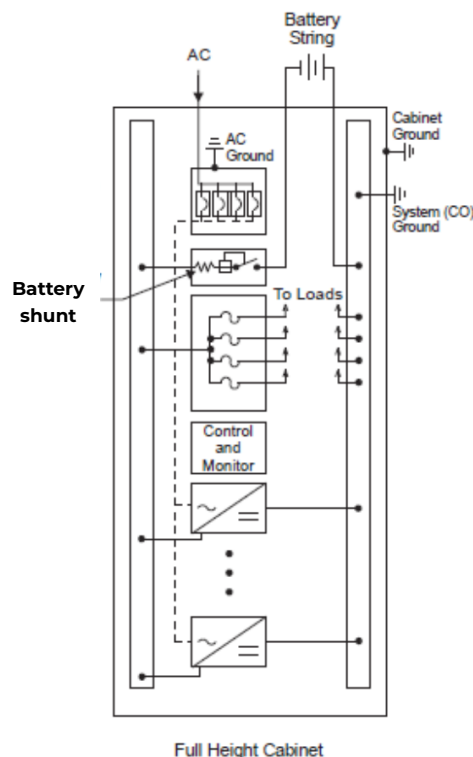 Battery
String
AC
Cabinet
Ground
AC
Ground
System (CO)
Ground
Battery
shunt
To Loads
Control
and
Monitor
Full Height Cabinet